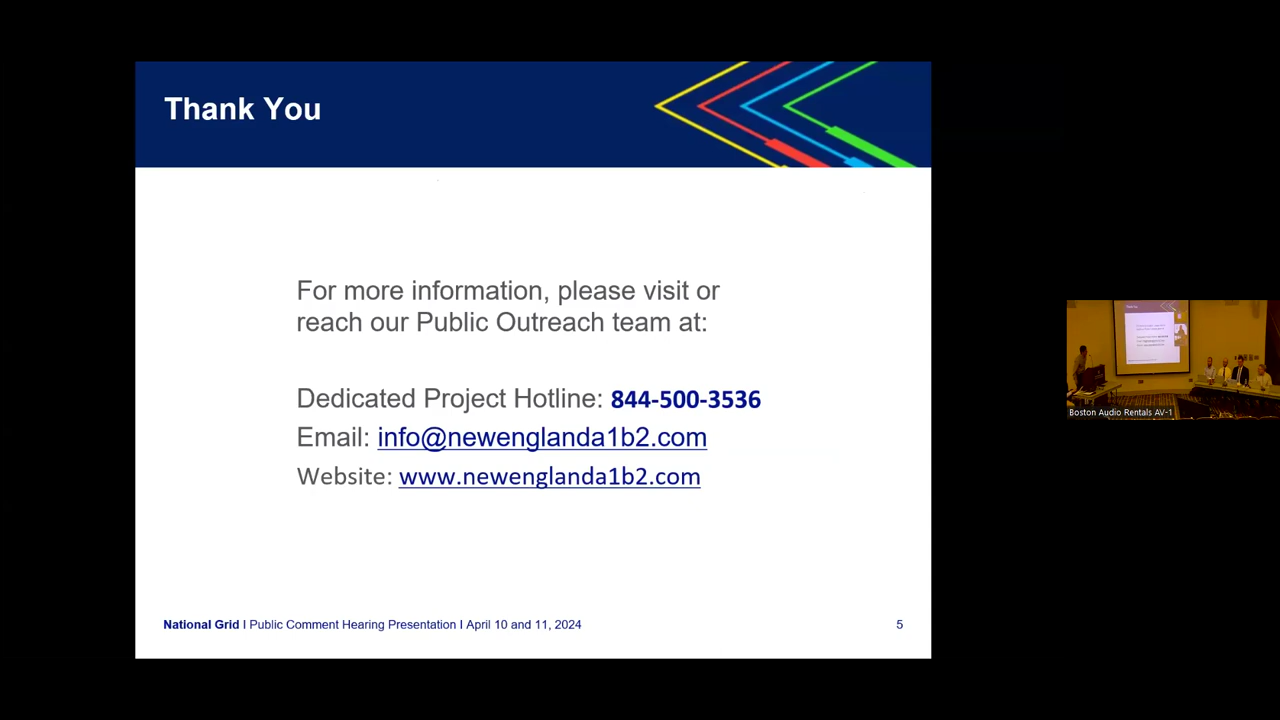 Thank You
For more information, please visit or
reach our Public Outreach team at:
Dedicated Project Hotline: 844-500-3536
Email: info@newenglanda1b2.com
Website: www.newenglanda1b2.com
National Grid I Public Comment Hearing Presentation I April 10 and 11, 2024
5
Boston Audio Rentals AV-1